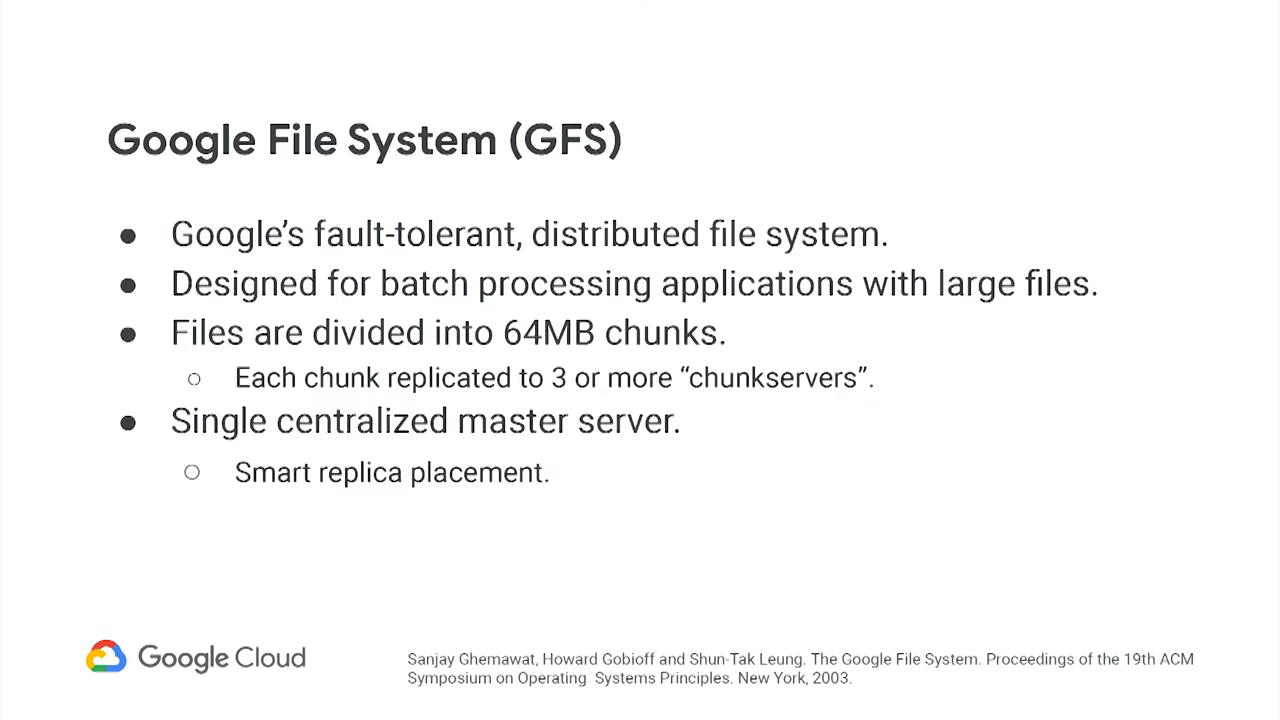 Google File System (GFS)
● Google’s fault-tolerant, distributed file system.
● Designed for batch processing applications with large files.
● Files are divided into 64MB chunks.
○ Each chunk replicated to 3 or more “chunkservers”.
● Single centralized master server.
○ Smart replica placement.
Google Cloud
Sanjay Ghemawat, Howard Gobioff and Shun-Tak Leung. The Google File System. Proceedings of the 19th ACM
Symposium on Operating Systems Principles. New York, 2003.